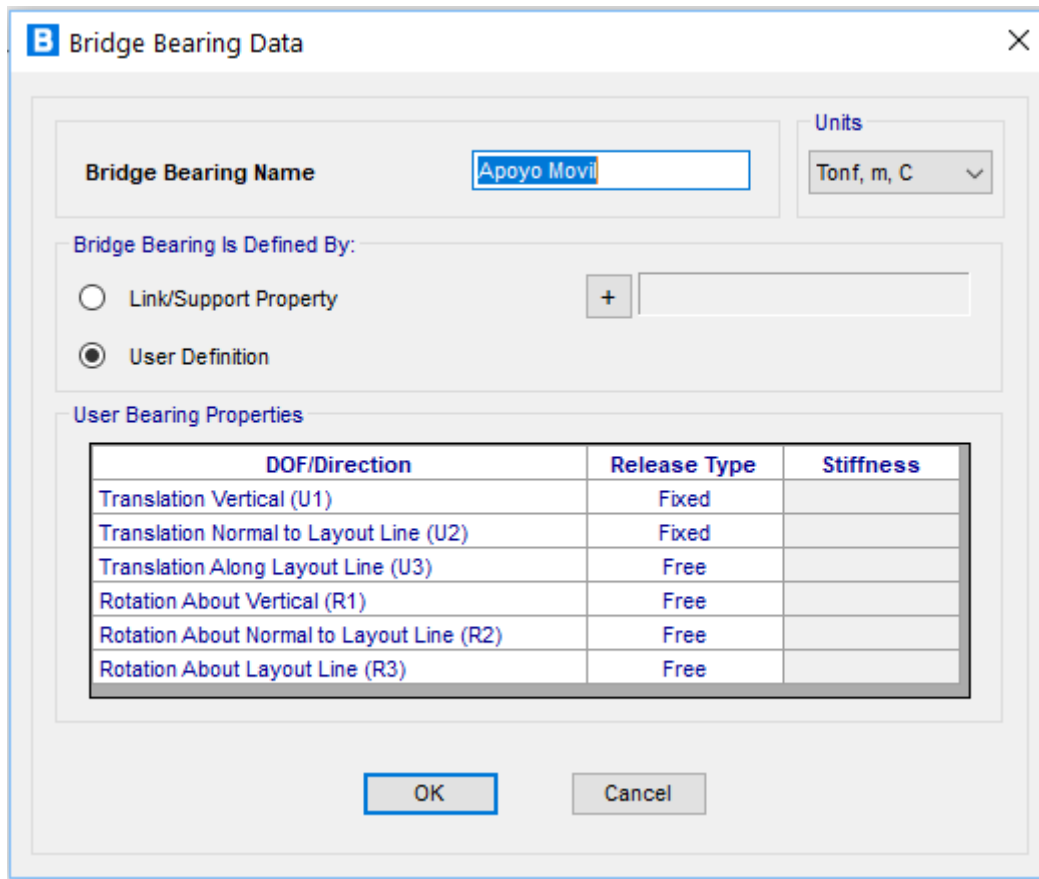 B Bridge Bearing Data
Units
Bridge Bearing Name Apoyo Movil Tonf, m, C
Bridge Bearing Is Defined By:
Link/Support Property +
User Definition
User Bearing Properties
DOF/Direction Release Type Stiffness
Translation Vertical (U1) Fixed
Translation Normal to Layout Line (U2) Fixed
Translation Along Layout Line (U3) Free
Rotation About Vertical (R1) Free
Rotation About Normal to Layout Line (R2) Free
Rotation About Layout Line (R3) Free
OK Cancel